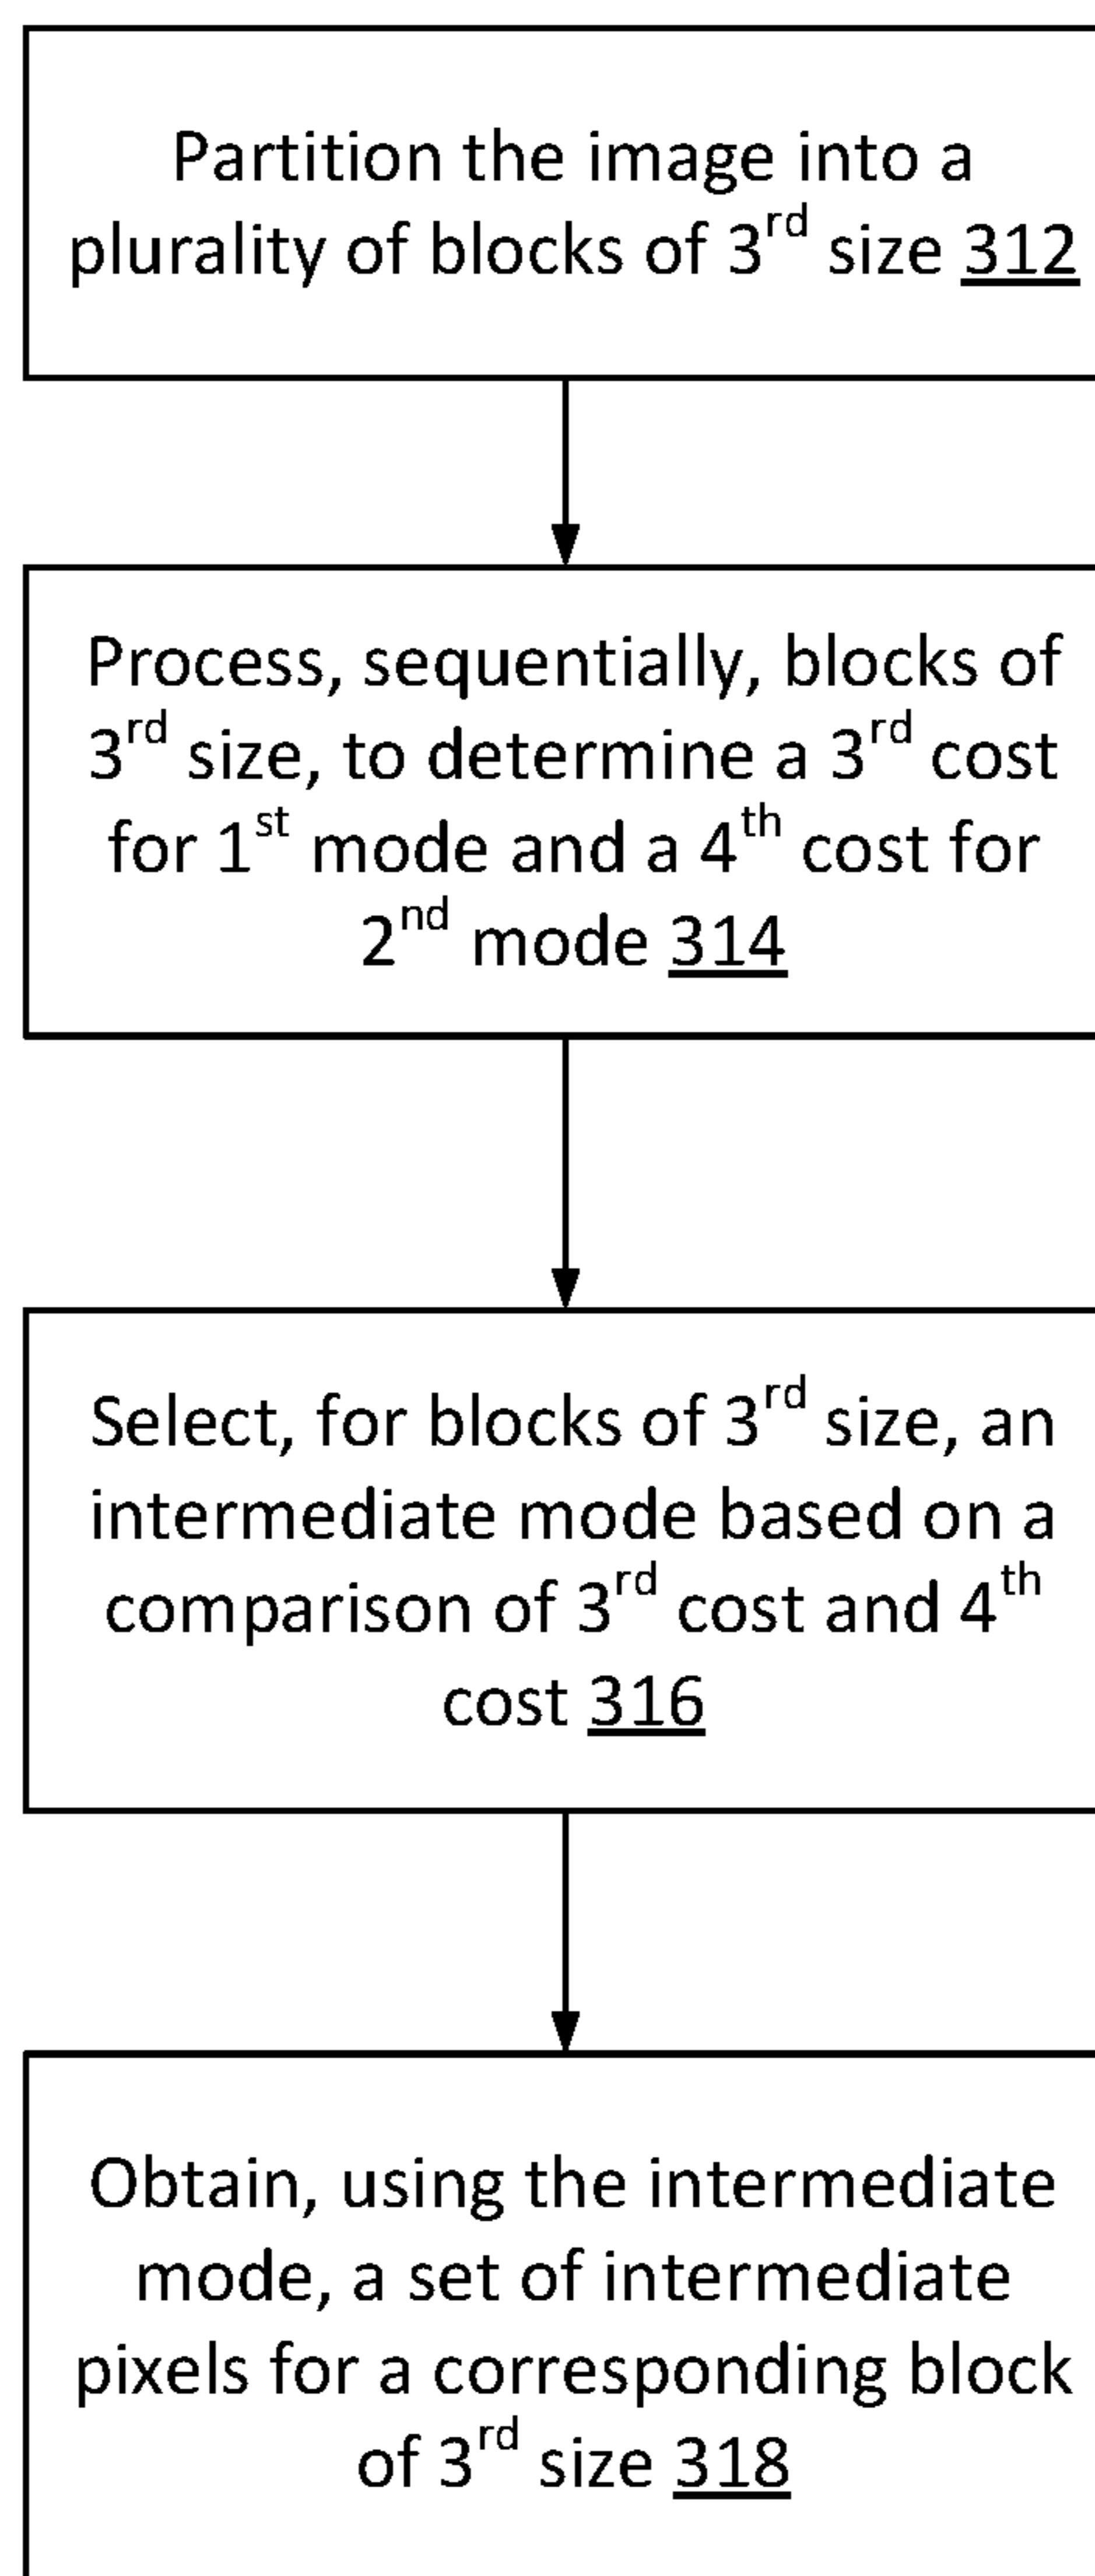 Partition the image into a
plurality of blocks of 3rd size 312
Process, sequentially, blocks of
3rd size, to determine a 3rd cost
for 1st mode and a 4th cost for
2nd mode 314
Select, for blocks of 3rd size, an
intermediate mode based on a
comparison of 3rd cost and 4th
cost 316
Obtain, using the intermediate
mode, a set of intermediate
pixels for a corresponding block
of 3rd size 318